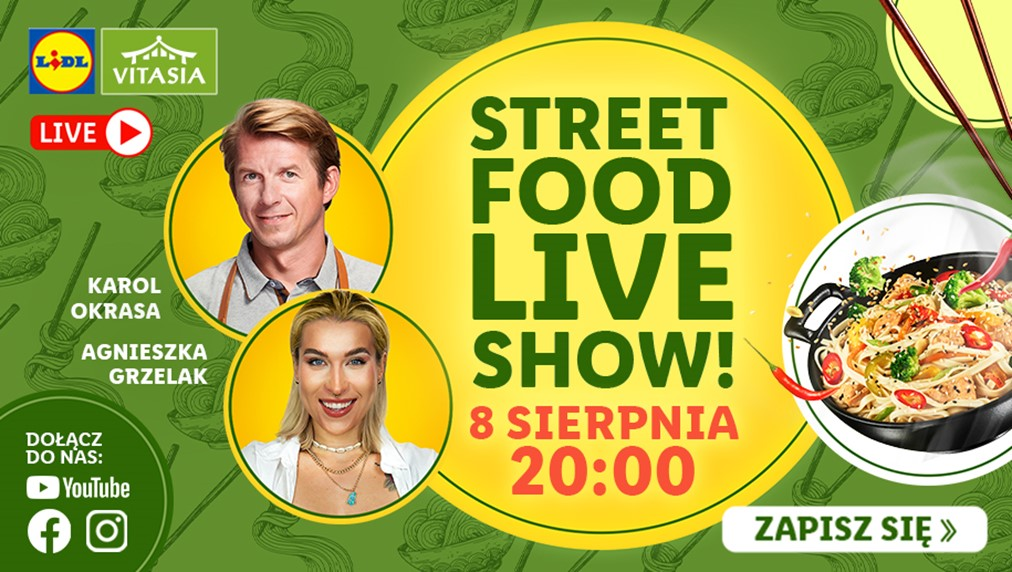 LIDL
VITASIA
LIVE
STREET
FOOD
LIVE
SHOW!
8 SIERPNIA
20:00
KAROL
OKRASA
AGNIESZKA
GRZELAK
DOŁĄCZ
DO NAS:
YouTube
ZAPISZ SIĘ »